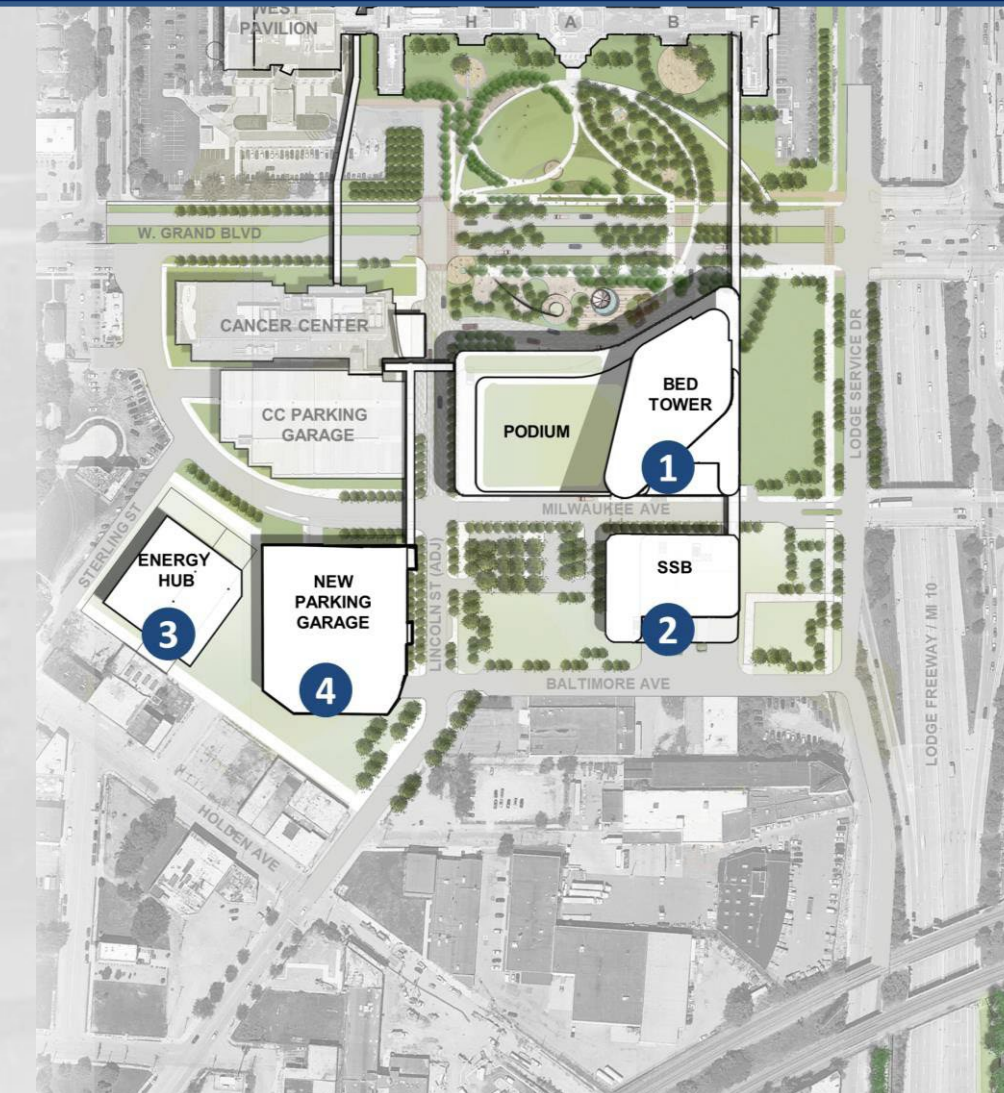 WEST
PAVILION
I
H
A
B
F
W. GRAND BLVD
CANCER CENTER
LODGE SERVICE DR
BED
TOWER
CC PARKING
GARAGE
PODIUM
1
MILWAUKEE AVE
STERLING ST
ENERGY
HUB
3
NEW
PARKING
GARAGE
4
LINCOLN ST (ADJ)
SSB
2
BALTIMORE AVE
LODGE FREEWAY / MI 10
HOLDEN AVE